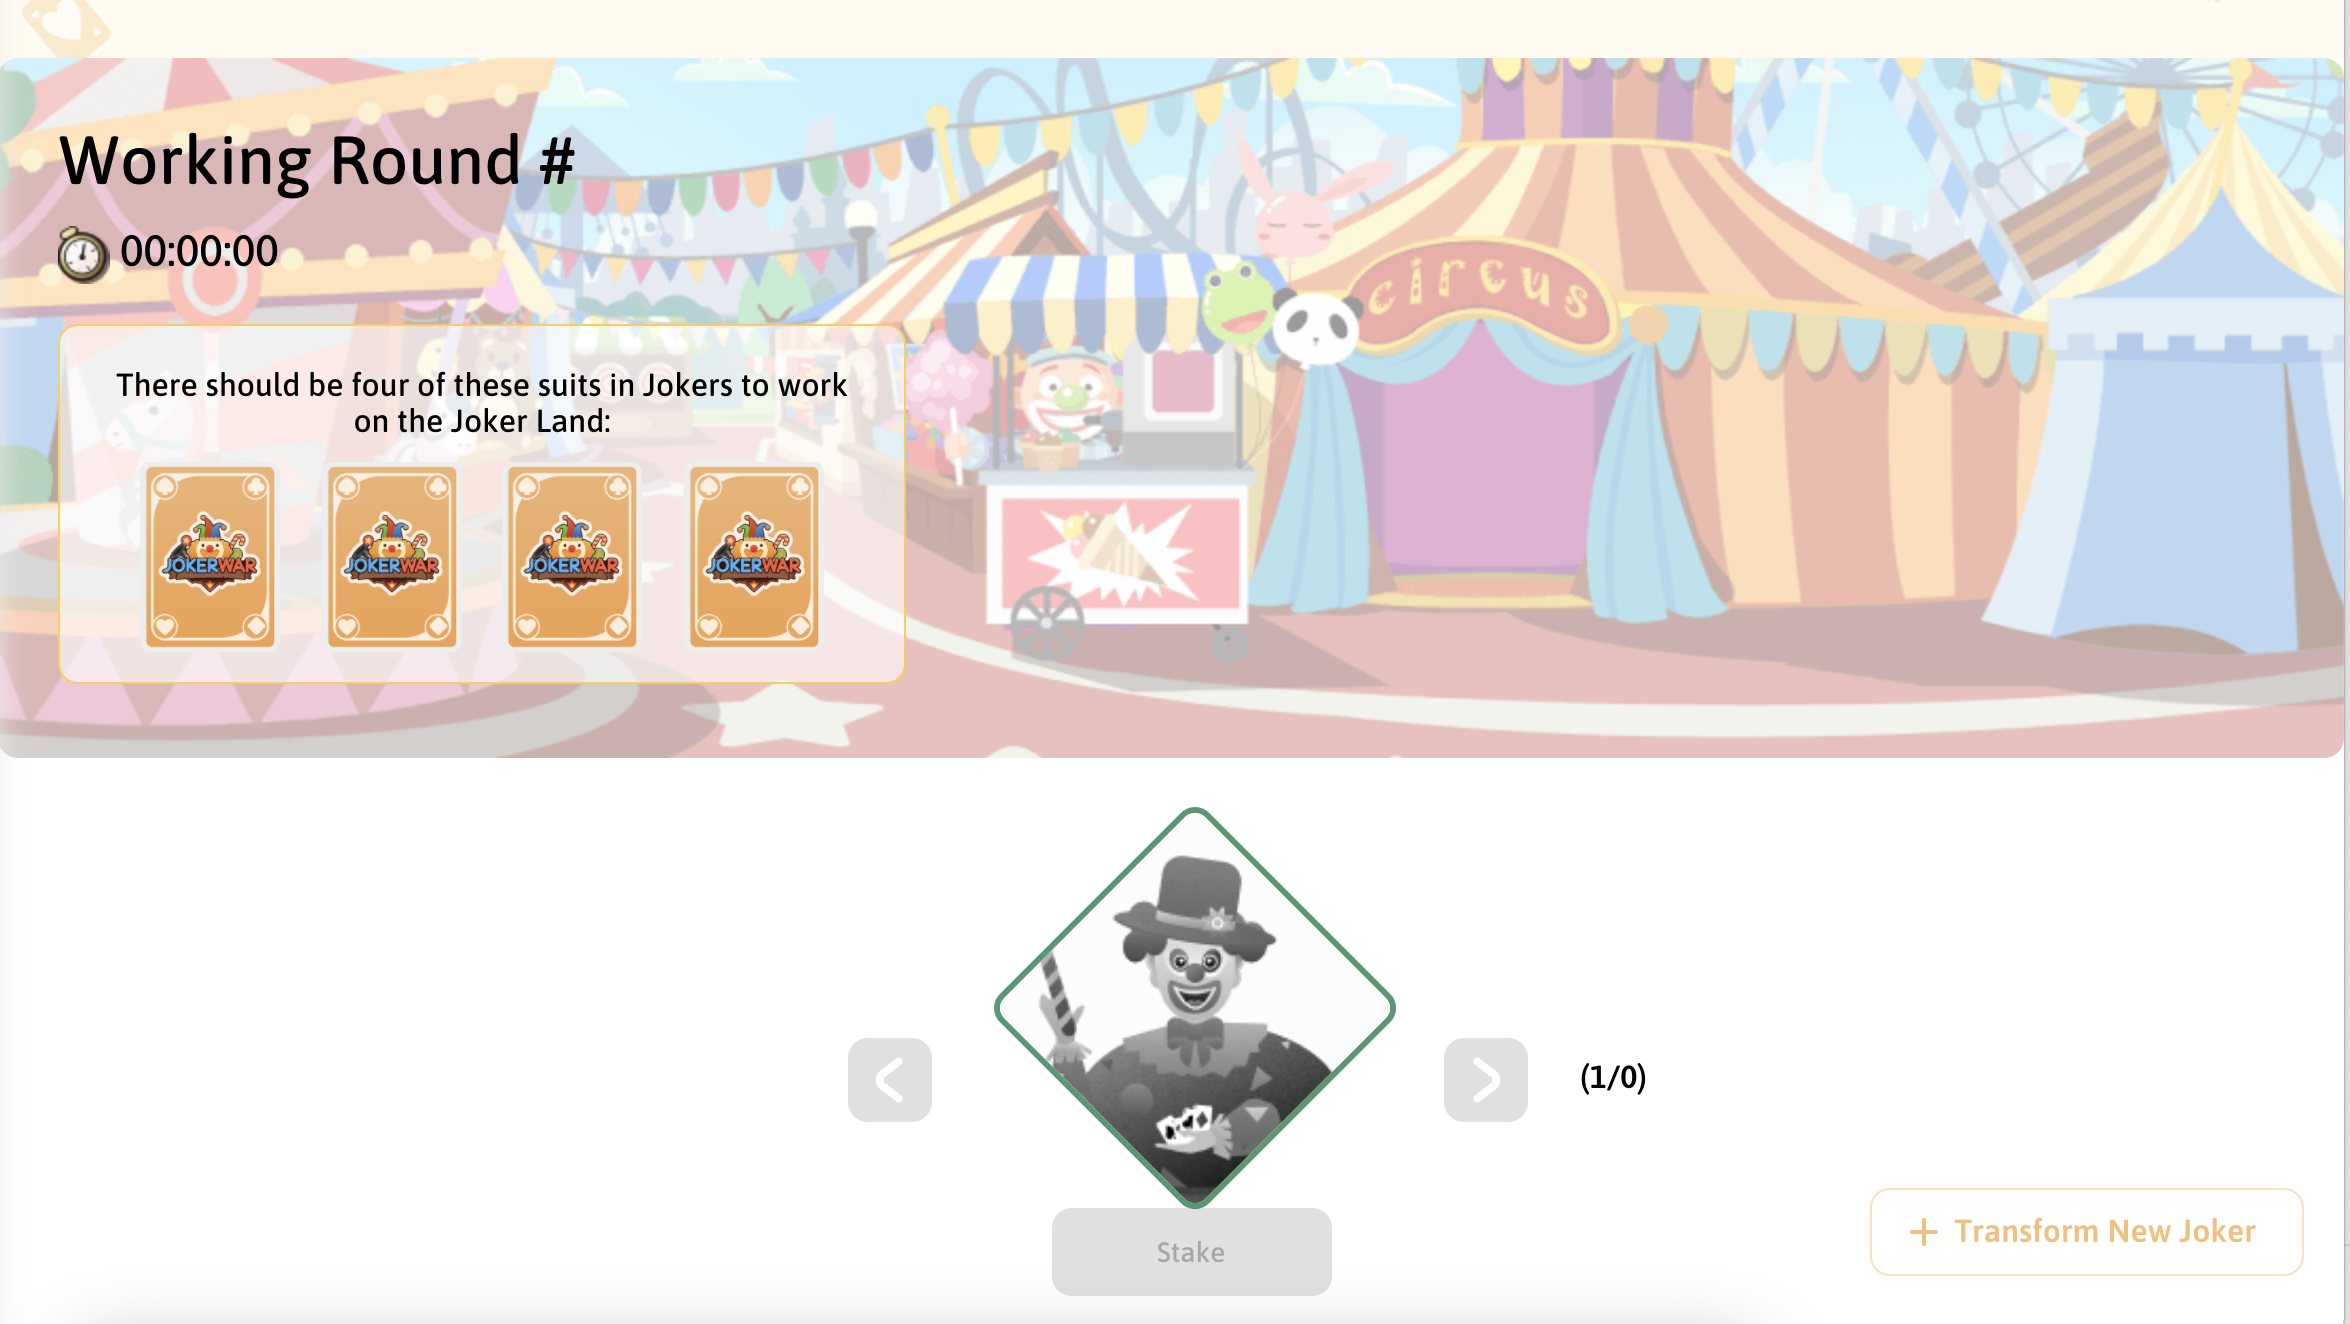 Working Round #
00:00:00
circus
There should be four of these suits in Jokers to work
on the Joker Land:
JOKERWAR
JOKERWAR
JOKERWAR
JOKERWAR
(1/0)
Stake
+ Transform New Joker